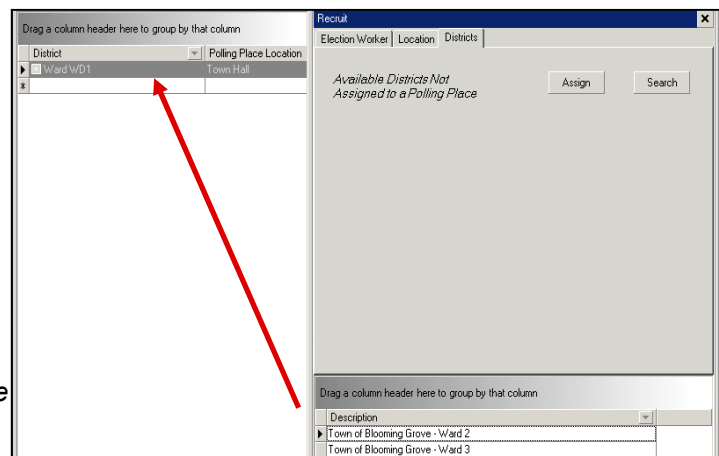 Drag a column header here to group by that column
District Polling Place Location
Ward WD1 Town Hall
Recruit
Election Worker Location Districts
Available Districts Not
Assigned to a Polling Place
Assign Search
e
Drag a column header here to group by that column
Description
Town of Blooming Grove - Ward 2
Town of Blooming Grove - Ward 3